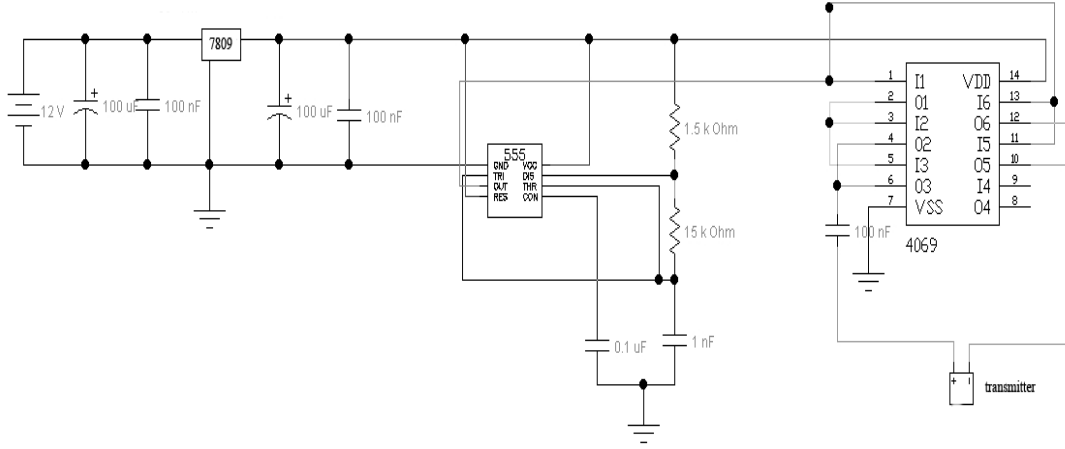 7809
12 V
100 uF
100 nF
100 uF
100 nF
1.5 k Ohm
555
GND VCC
TRI DIS
OUT THR
RES CON
15 k Ohm
0.1 uF
1 nF
1 I1 VDD 14
2 O1 I6 13
3 I2 O6 12
4 O2 I5 11
5 I3 O5 10
6 O3 I4 9
7 VSS O4 8
100 nF
4069
+ -
transmitter